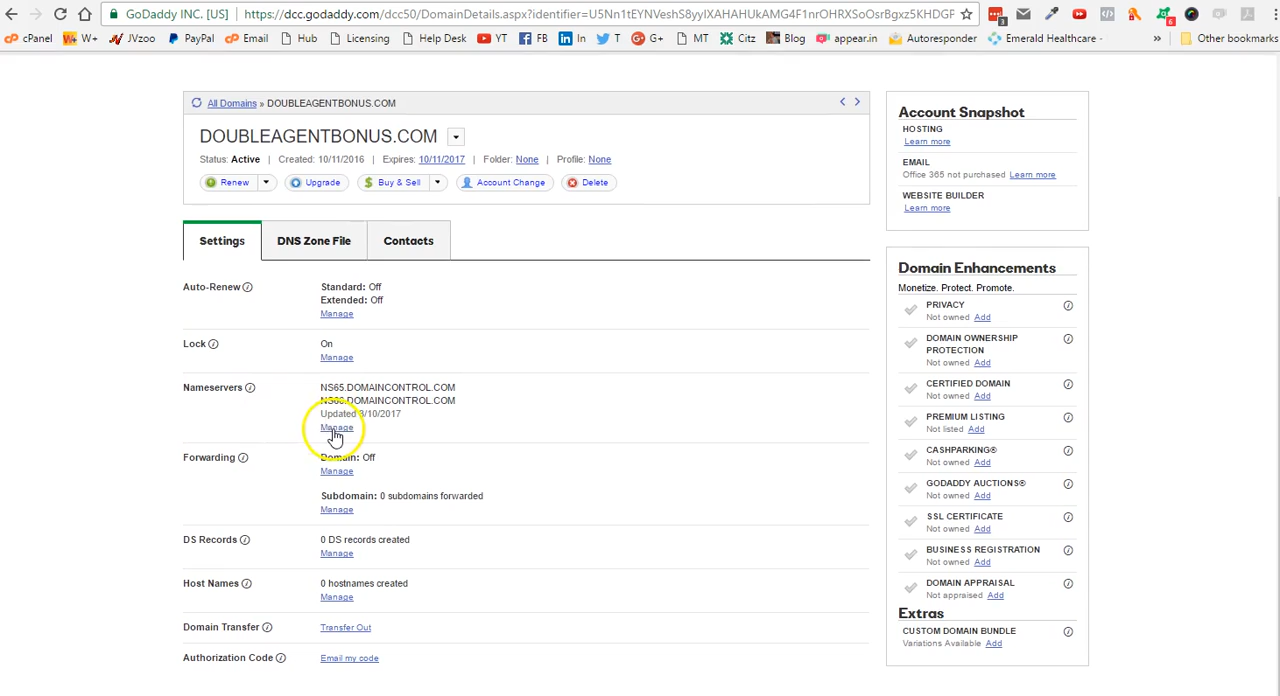 GoDaddy INC. [US] https://dcc.godaddy.com/dcc50/DomainDetails.aspx?identifier=U5Nn1tEYNVeshS8yyIXAHAHUkAMG4F1nrOHRXSoOsrBgxz5KHDGF
cPanel W+ JVzoo PayPal Email Hub Licensing Help Desk YT FB In T G+ MT Citz Blog appear.in Autoresponder Emerald Healthcare - » Other bookmarks
All Domains » DOUBLEAGENTBONUS.COM
DOUBLEAGENTBONUS.COM
Status: Active | Created: 10/11/2016 | Expires: 10/11/2017 | Folder: None | Profile: None
Renew Upgrade $ Buy & Sell Account Change Delete
Settings DNS Zone File Contacts
Auto-Renew Standard: Off
Extended: Off
Manage
Lock On
Manage
Nameservers NS65.DOMAINCONTROL.COM
NS66.DOMAINCONTROL.COM
Updated 3/10/2017
Manage
Forwarding Domain: Off
Manage
Subdomain: 0 subdomains forwarded
Manage
DS Records 0 DS records created
Manage
Host Names 0 hostnames created
Manage
Domain Transfer Transfer Out
Authorization Code Email my code
Account Snapshot
HOSTING
Learn more
EMAIL
Office 365 not purchased Learn more
WEBSITE BUILDER
Learn more
Domain Enhancements
Monetize. Protect. Promote.
PRIVACY
Not owned Add
DOMAIN OWNERSHIP
PROTECTION
Not owned Add
CERTIFIED DOMAIN
Not owned Add
PREMIUM LISTING
Not listed Add
CASHPARKING®
Not owned Add
GODADDY AUCTIONS®
Not owned Add
SSL CERTIFICATE
Not owned Add
BUSINESS REGISTRATION
Not owned Add
DOMAIN APPRAISAL
Not appraised Add
Extras
CUSTOM DOMAIN BUNDLE
Variations Available Add